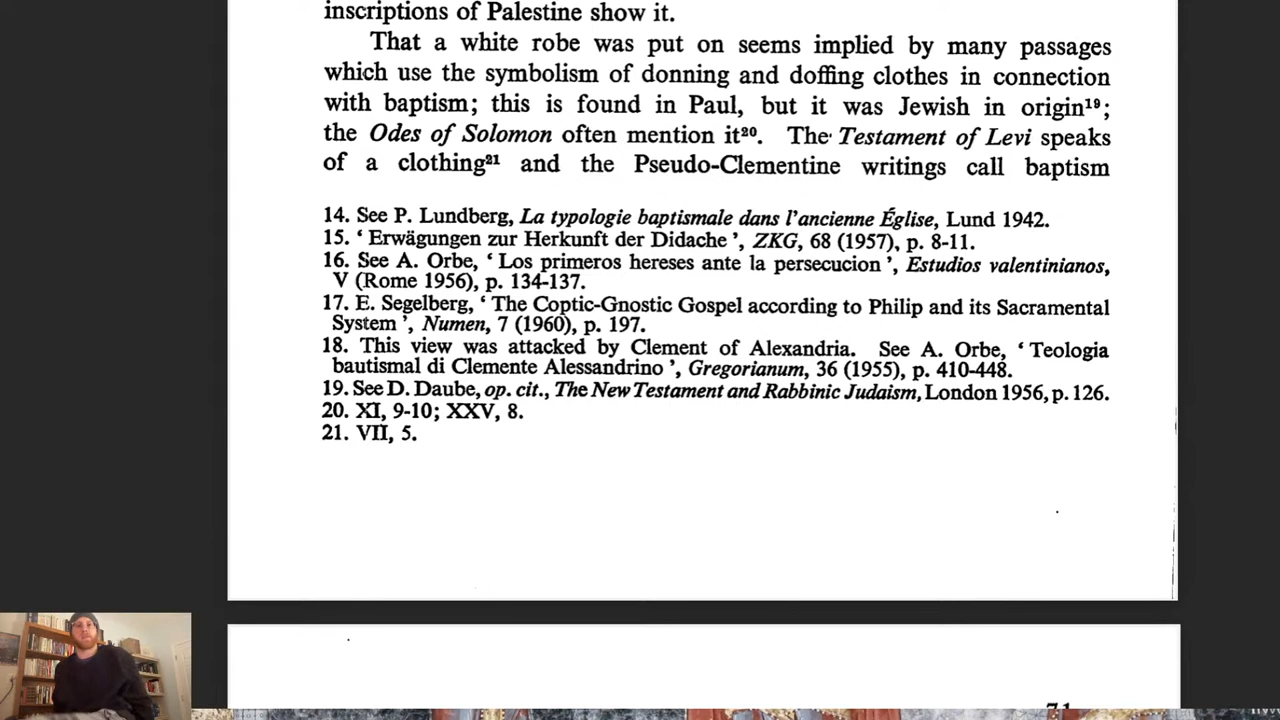 inscriptions of Palestine show it.
That a white robe was put on seems implied by many passages
which use the symbolism of donning and doffing clothes in connection
with baptism; this is found in Paul, but it was Jewish in origin¹⁹;
the Odes of Solomon often mention it²⁰. The Testament of Levi speaks
of a clothing²¹ and the Pseudo-Clementine writings call baptism
14. See P. Lundberg, La typologie baptismale dans l'ancienne Église, Lund 1942.
15. ‘ Erwägungen zur Herkunft der Didache ’, ZKG, 68 (1957), p. 8-11.
16. See A. Orbe, ‘ Los primeros hereses ante la persecucion ’, Estudios valentinianos,
V (Rome 1956), p. 134-137.
17. E. Segelberg, ‘ The Coptic-Gnostic Gospel according to Philip and its Sacramental
System ’, Numen, 7 (1960), p. 197.
18. This view was attacked by Clement of Alexandria. See A. Orbe, ‘ Teologia
bautismal di Clemente Alessandrino ’, Gregorianum, 36 (1955), p. 410-448.
19. See D. Daube, op. cit., The New Testament and Rabbinic Judaism, London 1956, p. 126.
20. XI, 9-10; XXV, 8.
21. VII, 5.